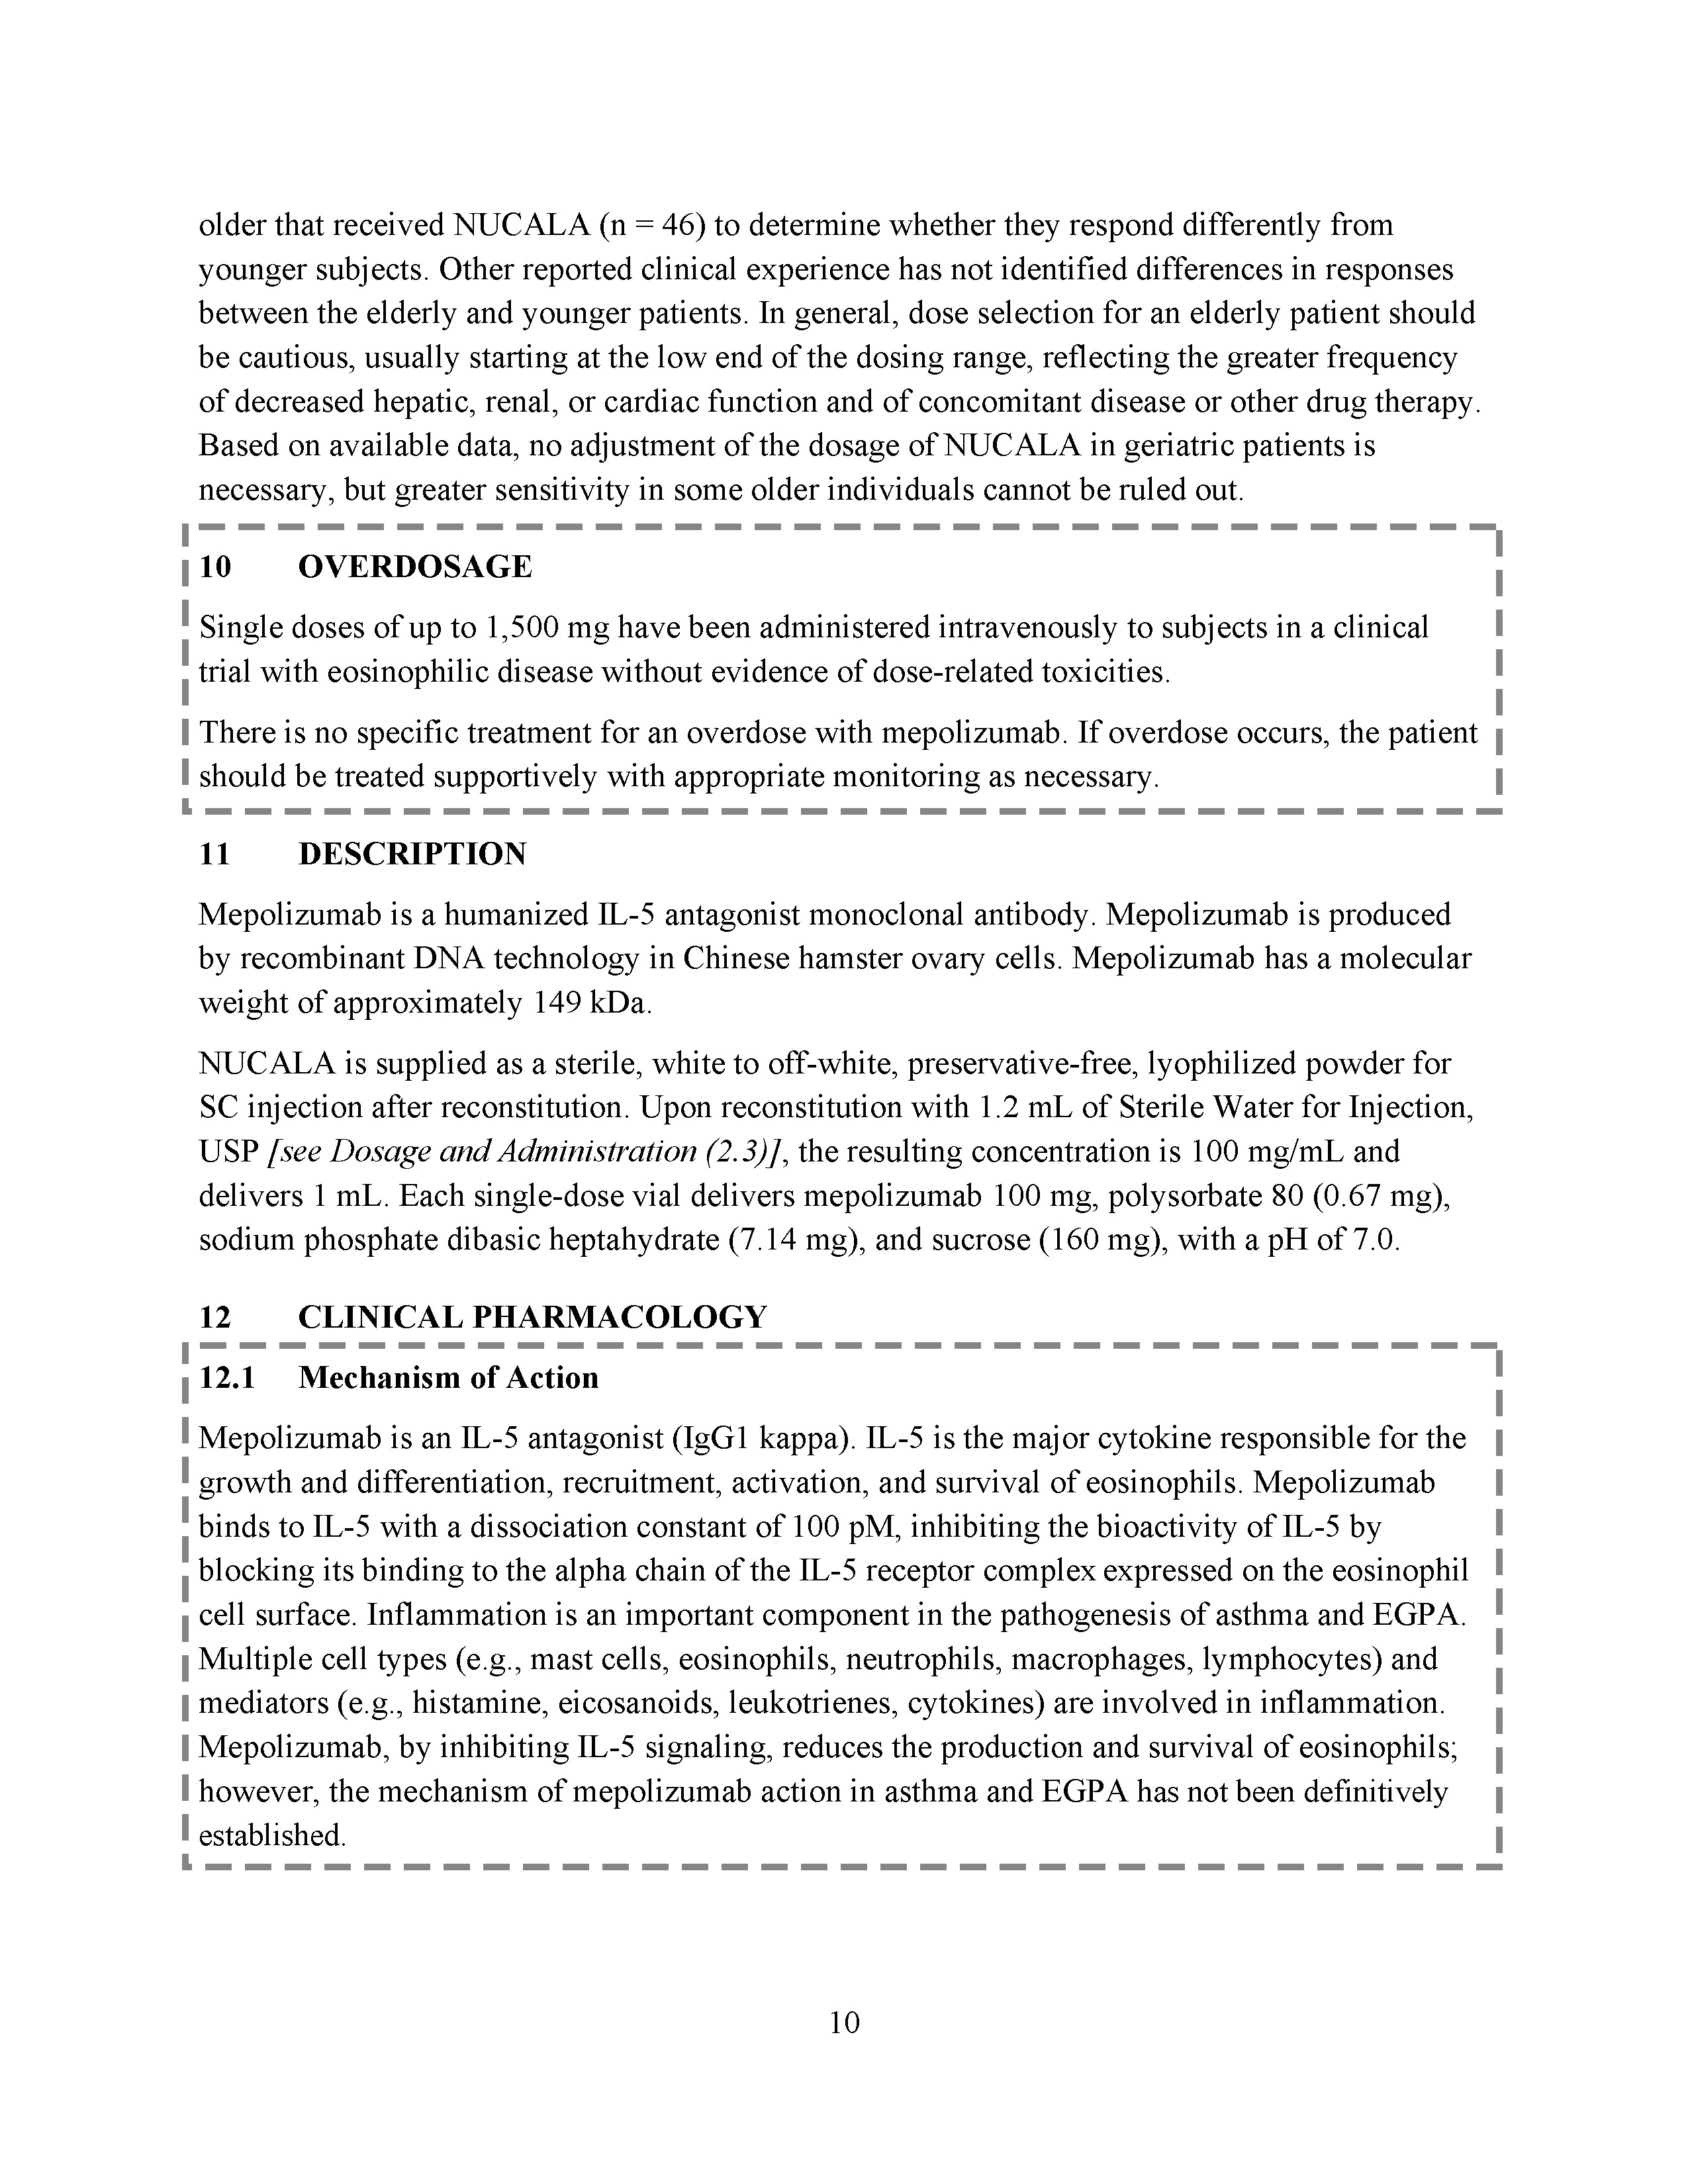 older that received NUCALA (n = 46) to determine whether they respond differently from
younger subjects. Other reported clinical experience has not identified differences in responses
between the elderly and younger patients. In general, dose selection for an elderly patient should
be cautious, usually starting at the low end of the dosing range, reflecting the greater frequency
of decreased hepatic, renal, or cardiac function and of concomitant disease or other drug therapy.
Based on available data, no adjustment of the dosage of NUCALA in geriatric patients is
necessary, but greater sensitivity in some older individuals cannot be ruled out.
10 OVERDOSAGE
Single doses of up to 1,500 mg have been administered intravenously to subjects in a clinical
trial with eosinophilic disease without evidence of dose-related toxicities.
There is no specific treatment for an overdose with mepolizumab. If overdose occurs, the patient
should be treated supportively with appropriate monitoring as necessary.
11 DESCRIPTION
Mepolizumab is a humanized IL-5 antagonist monoclonal antibody. Mepolizumab is produced
by recombinant DNA technology in Chinese hamster ovary cells. Mepolizumab has a molecular
weight of approximately 149 kDa.
NUCALA is supplied as a sterile, white to off-white, preservative-free, lyophilized powder for
SC injection after reconstitution. Upon reconstitution with 1.2 mL of Sterile Water for Injection,
USP [see Dosage and Administration (2.3)], the resulting concentration is 100 mg/mL and
delivers 1 mL. Each single-dose vial delivers mepolizumab 100 mg, polysorbate 80 (0.67 mg),
sodium phosphate dibasic heptahydrate (7.14 mg), and sucrose (160 mg), with a pH of 7.0.
12 CLINICAL PHARMACOLOGY
12.1 Mechanism of Action
Mepolizumab is an IL-5 antagonist (IgG1 kappa). IL-5 is the major cytokine responsible for the
growth and differentiation, recruitment, activation, and survival of eosinophils. Mepolizumab
binds to IL-5 with a dissociation constant of 100 pM, inhibiting the bioactivity of IL-5 by
blocking its binding to the alpha chain of the IL-5 receptor complex expressed on the eosinophil
cell surface. Inflammation is an important component in the pathogenesis of asthma and EGPA.
Multiple cell types (e.g., mast cells, eosinophils, neutrophils, macrophages, lymphocytes) and
mediators (e.g., histamine, eicosanoids, leukotrienes, cytokines) are involved in inflammation.
Mepolizumab, by inhibiting IL-5 signaling, reduces the production and survival of eosinophils;
however, the mechanism of mepolizumab action in asthma and EGPA has not been definitively
established.
10